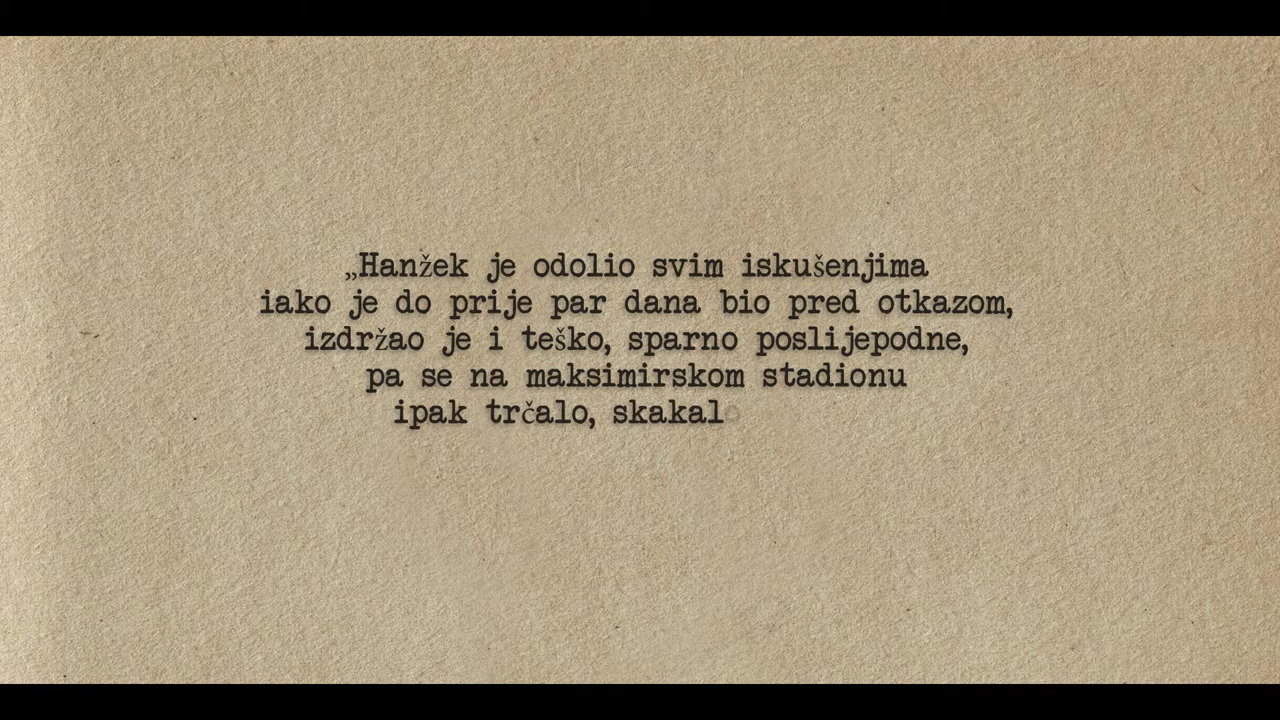 „Hanžek je odolio svim iskušenjima
iako je do prije par dana bio pred otkazom,
izdržao je i teško, sparno poslijepodne,
pa se na maksimirskom stadionu
ipak trčalo, skakalo